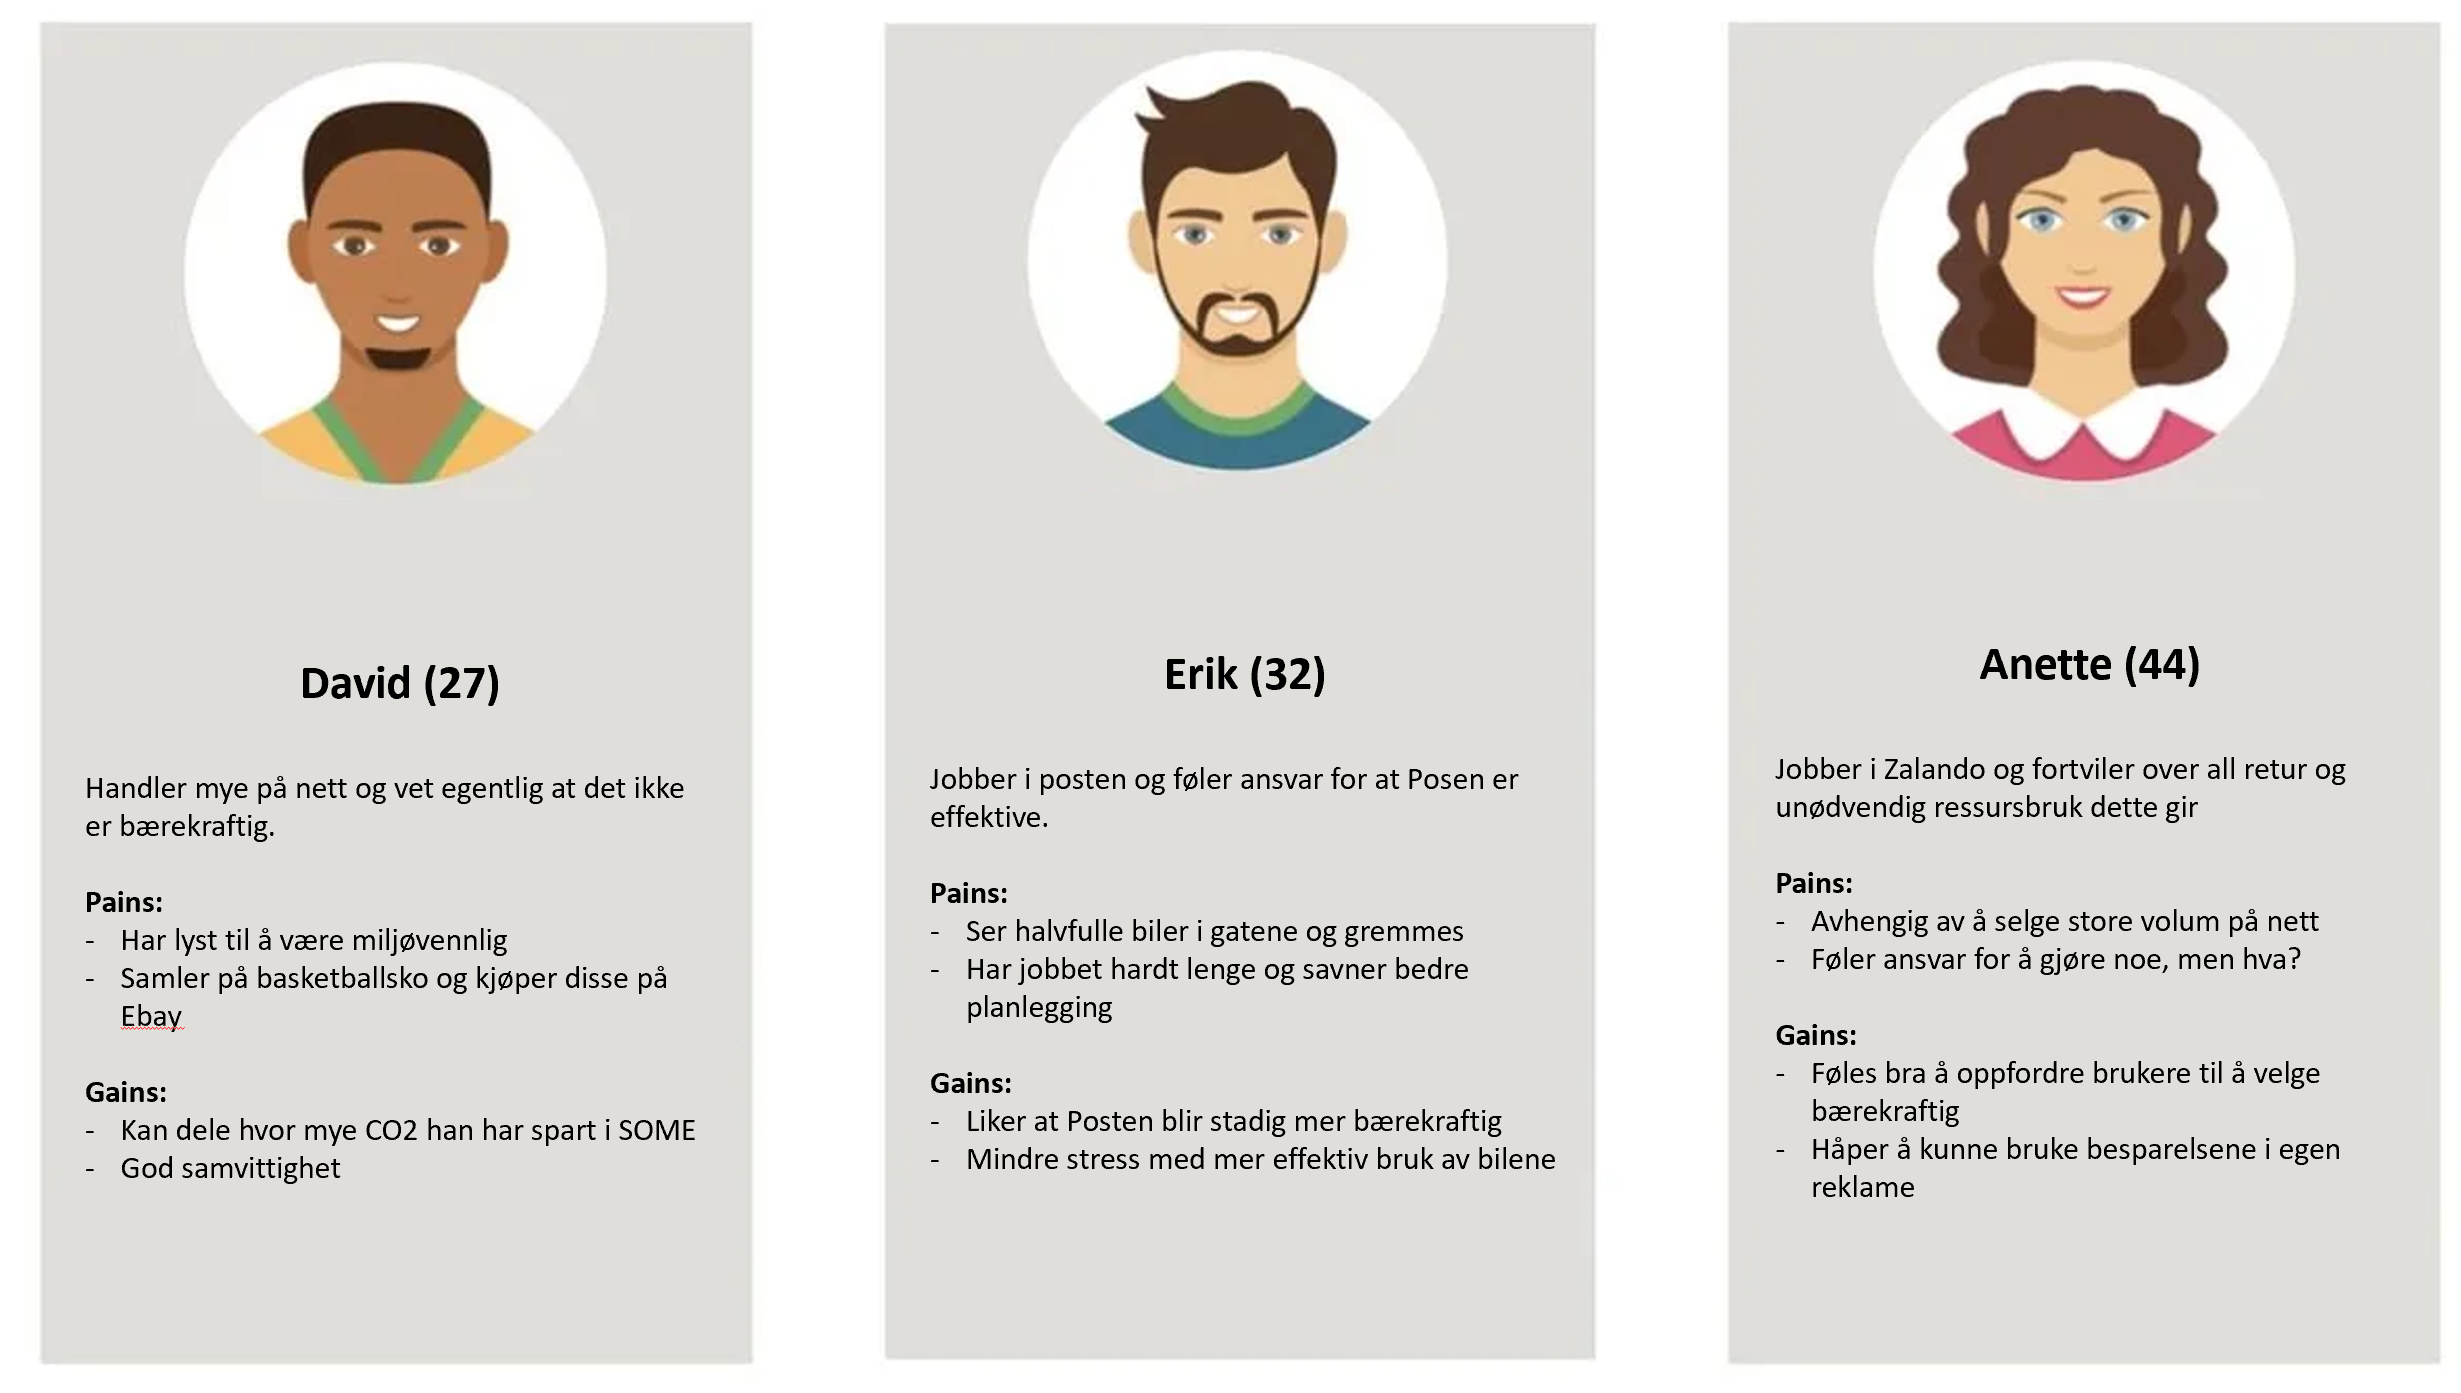 David (27)
Handler mye på nett og vet egentlig at det ikke
er bærekraftig.
Pains:
- Har lyst til å være miljøvennlig
- Samler på basketballsko og kjøper disse på
Ebay
Gains:
- Kan dele hvor mye CO2 han har spart i SOME
- God samvittighet
Erik (32)
Jobber i posten og føler ansvar for at Posen er
effektive.
Pains:
- Ser halvfulle biler i gatene og gremmes
- Har jobbet hardt lenge og savner bedre
planlegging
Gains:
- Liker at Posten blir stadig mer bærekraftig
- Mindre stress med mer effektiv bruk av bilene
Anette (44)
Jobber i Zalando og fortviler over all retur og
unødvendig ressursbruk dette gir
Pains:
- Avhengig av å selge store volum på nett
- Føler ansvar for å gjøre noe, men hva?
Gains:
- Føles bra å oppfordre brukere til å velge
bærekraftig
- Håper å kunne bruke besparelsene i egen
reklame